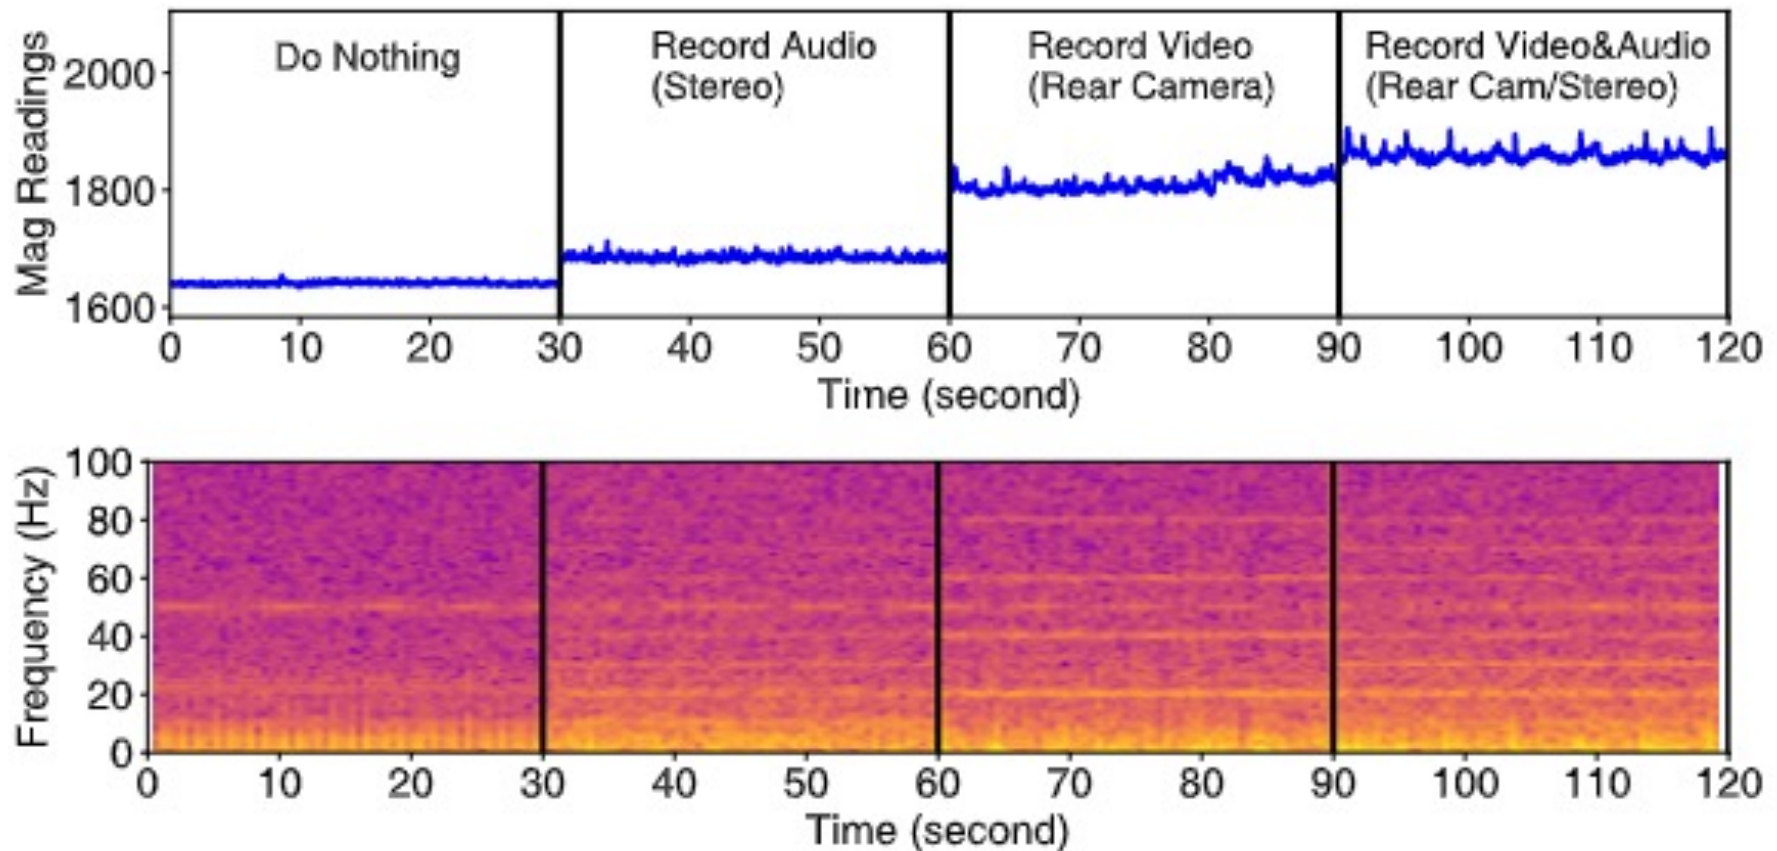 Mag Readings
2000
1800
1600
Do Nothing
Record Audio
(Stereo)
Record Video
(Rear Camera)
Record Video&Audio
(Rear Cam/Stereo)
0 10 20 30 40 50 60 70 80 90 100 110 120
Time (second)
Frequency (Hz)
100
80
60
40
20
0
0 10 20 30 40 50 60 70 80 90 100 110 120
Time (second)